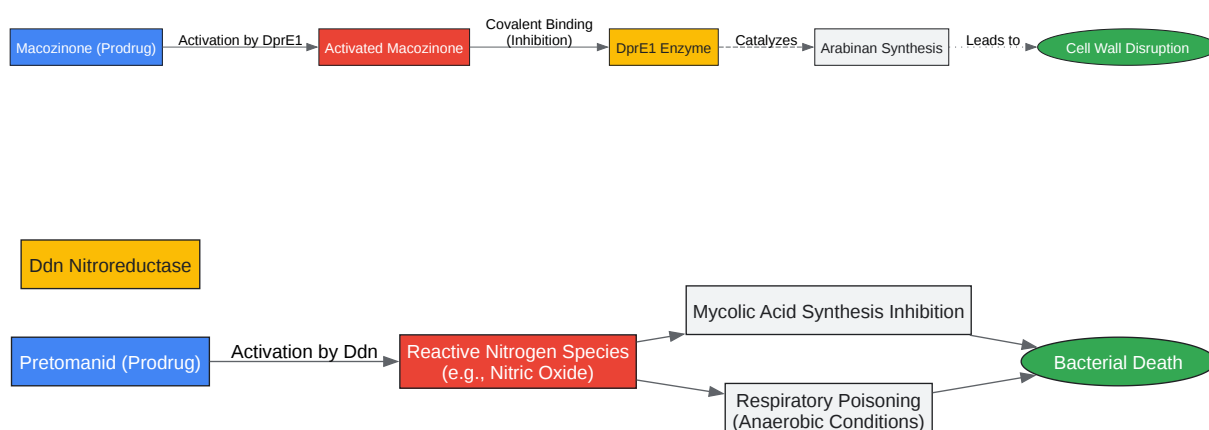 Macozinone (Prodrug)
Activation by DprE1
Activated Macozinone
Covalent Binding
(Inhibition)
DprE1 Enzyme
Catalyzes
Arabinan Synthesis
Leads to
Cell Wall Disruption
Ddn Nitroreductase
Pretomanid (Prodrug)
Activation by Ddn
Reactive Nitrogen Species
(e.g., Nitric Oxide)
Mycolic Acid Synthesis Inhibition
Respiratory Poisoning
(Anaerobic Conditions)
Bacterial Death